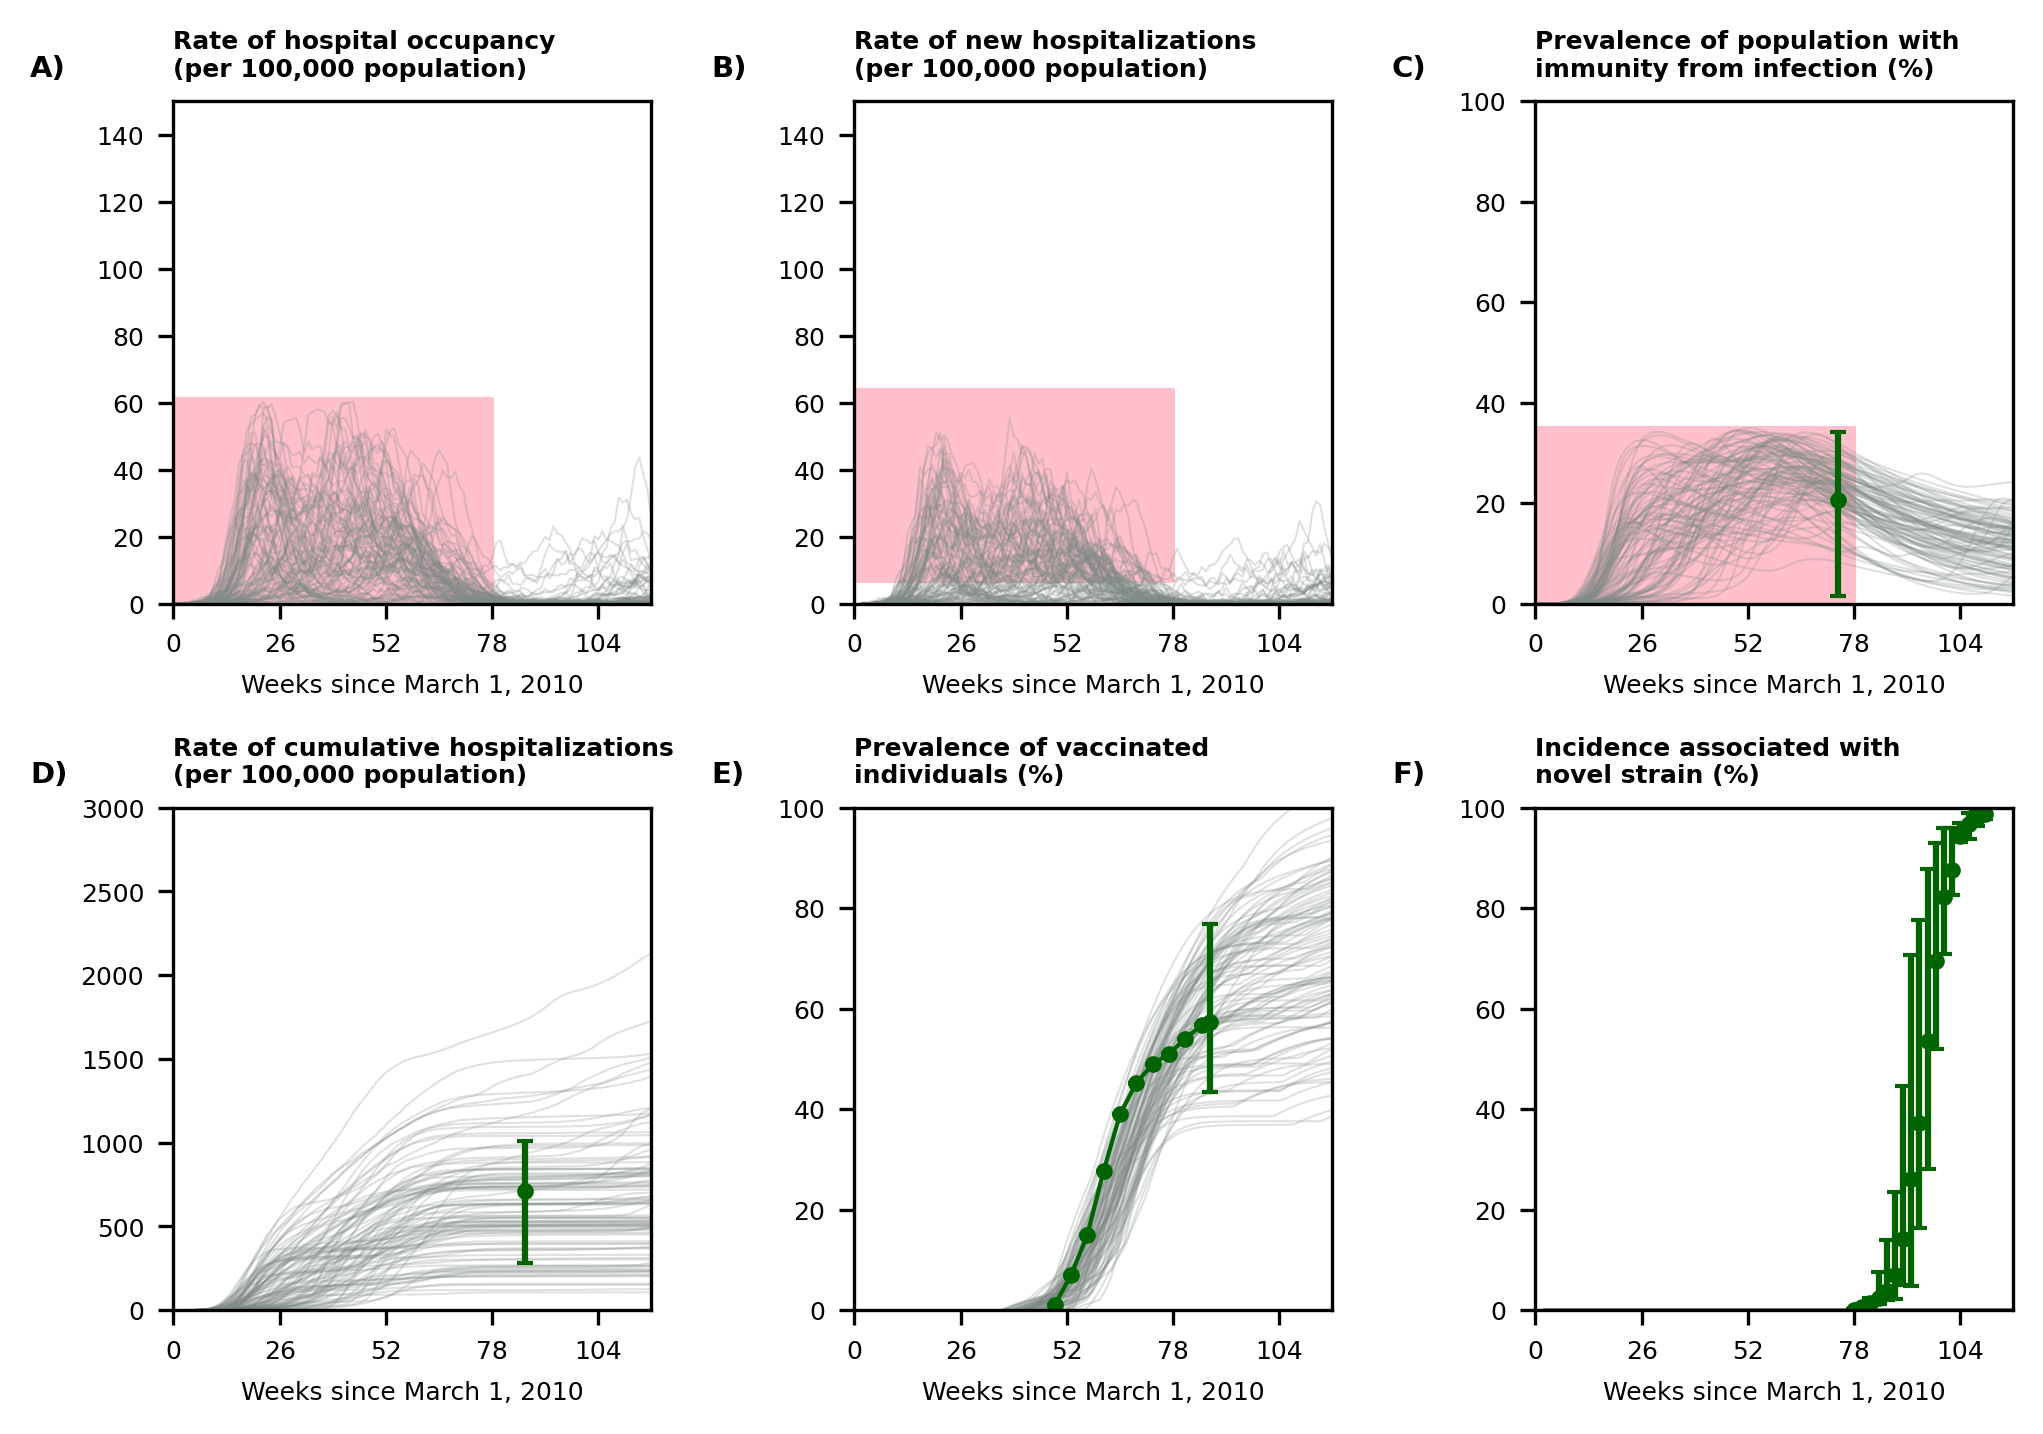 A)
Rate of hospital occupancy
(per 100,000 population)
140
120
100
80
60
40
20
0
0 26 52 78 104
Weeks since March 1, 2010
B)
Rate of new hospitalizations
(per 100,000 population)
140
120
100
80
60
40
20
0
0 26 52 78 104
Weeks since March 1, 2010
C)
Prevalence of population with
immunity from infection (%)
100
80
60
40
20
0
0 26 52 78 104
Weeks since March 1, 2010
D)
Rate of cumulative hospitalizations
(per 100,000 population)
3000
2500
2000
1500
1000
500
0
0 26 52 78 104
Weeks since March 1, 2010
E)
Prevalence of vaccinated
individuals (%)
100
80
60
40
20
0
0 26 52 78 104
Weeks since March 1, 2010
F)
Incidence associated with
novel strain (%)
100
80
60
40
20
0
0 26 52 78 104
Weeks since March 1, 2010